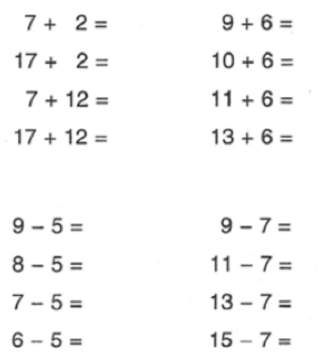 7 + 2 =
17 + 2 =
7 + 12 =
17 + 12 =
9 + 6 =
10 + 6 =
11 + 6 =
13 + 6 =
9 – 5 =
8 – 5 =
7 – 5 =
6 – 5 =
9 – 7 =
11 – 7 =
13 – 7 =
15 – 7 =